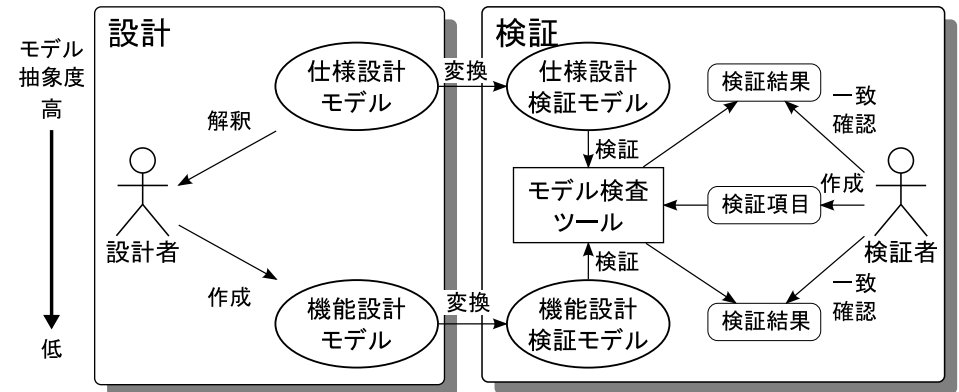 モデル
抽象度
高
低
設計
仕様設計
モデル
解釈
設計者
作成
機能設計
モデル
変換
変換
検証
仕様設計
検証モデル
検証
モデル検査
ツール
検証
機能設計
検証モデル
検証結果
一致
確認
検証項目
作成
検証者
検証結果
一致
確認